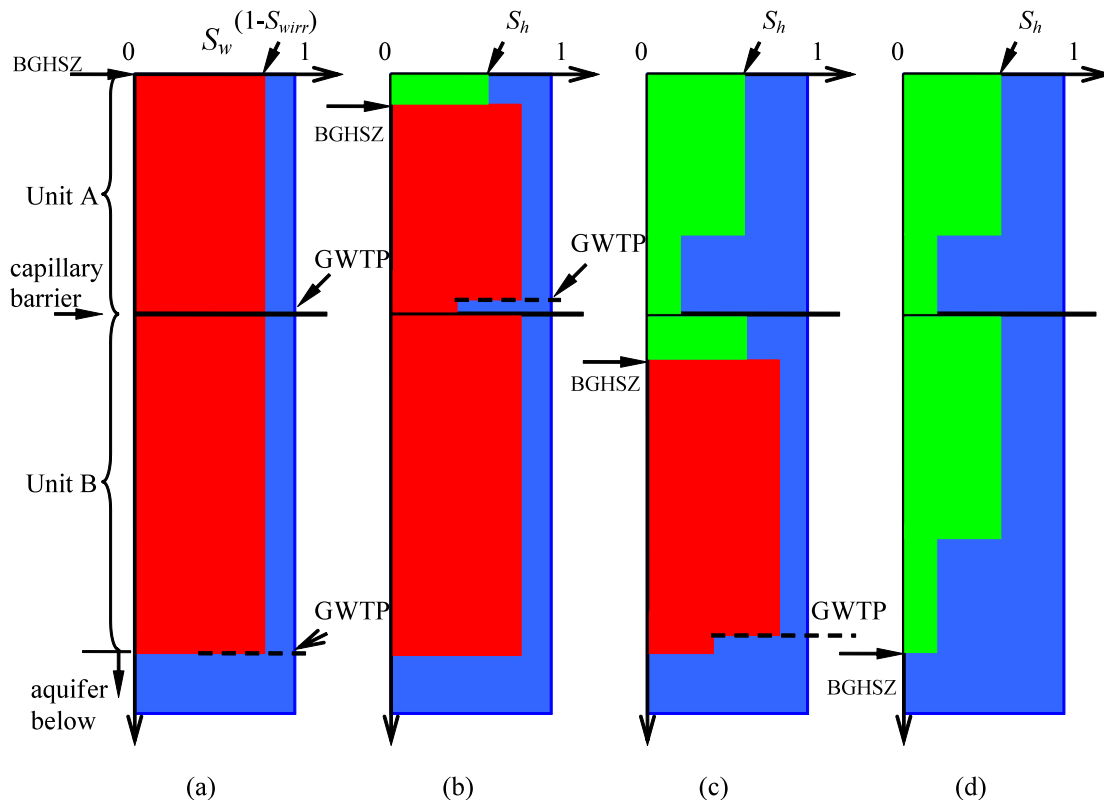 (1-Swirr)
0 Sw
0 Sh 1
0 Sh 1
0 Sh 1
1
BGHSZ
BGHSZ
Unit A
GWTP
GWTP
capillary
barrier
BGHSZ
Unit B
GWTP
GWTP
aquifer
below
BGHSZ
(a) (b) (c) (d)